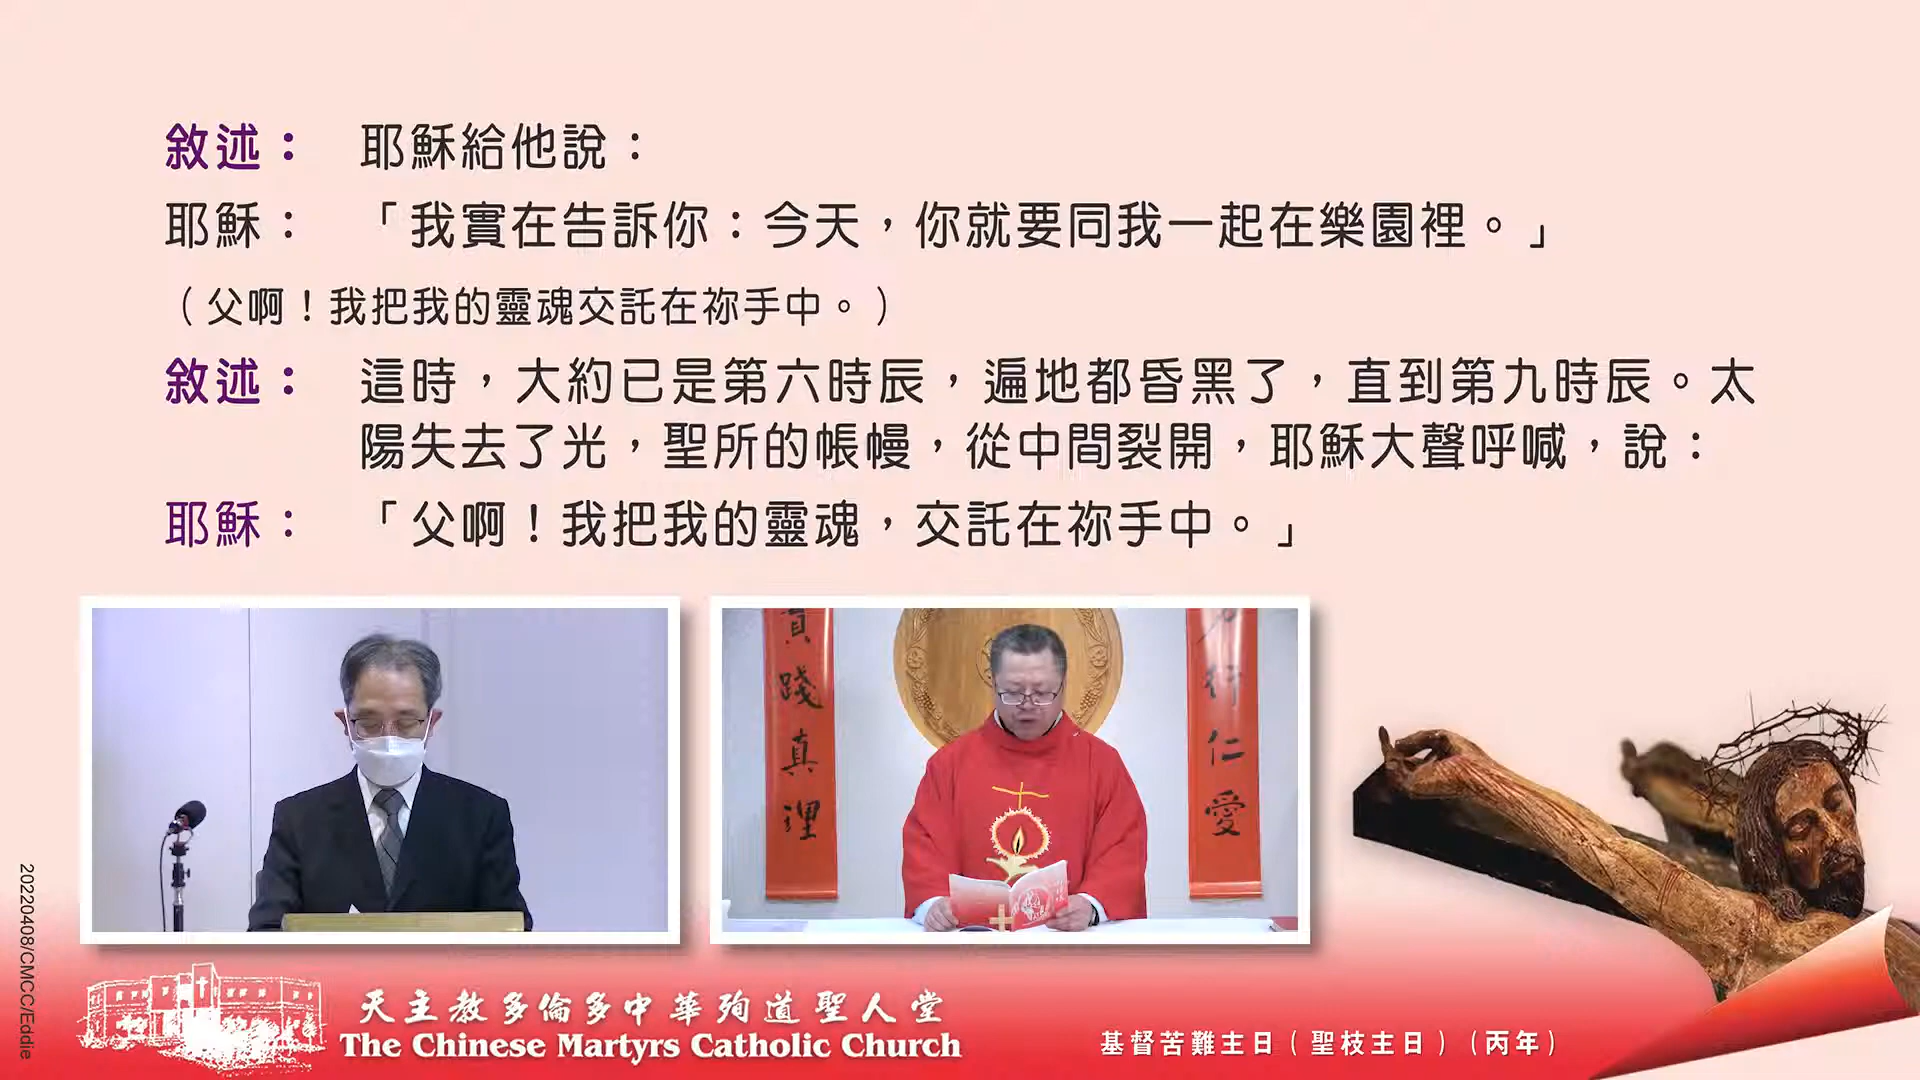 敘述： 耶穌給他說：
耶穌： 「我實在告訴你：今天，你就要同我一起在樂園裡。」
（父啊！我把我的靈魂交託在祢手中。）
敘述： 這時，大約已是第六時辰，遍地都昏黑了，直到第九時辰。太
陽失去了光，聖所的帳幔，從中間裂開，耶穌大聲呼喊，說：
耶穌： 「父啊！我把我的靈魂，交託在祢手中。」
踐真理
行仁愛
20220408/CMCC/Eddie
天主教多倫多中華殉道聖人堂
The Chinese Martyrs Catholic Church
基督苦難主日（聖枝主日）（丙年）